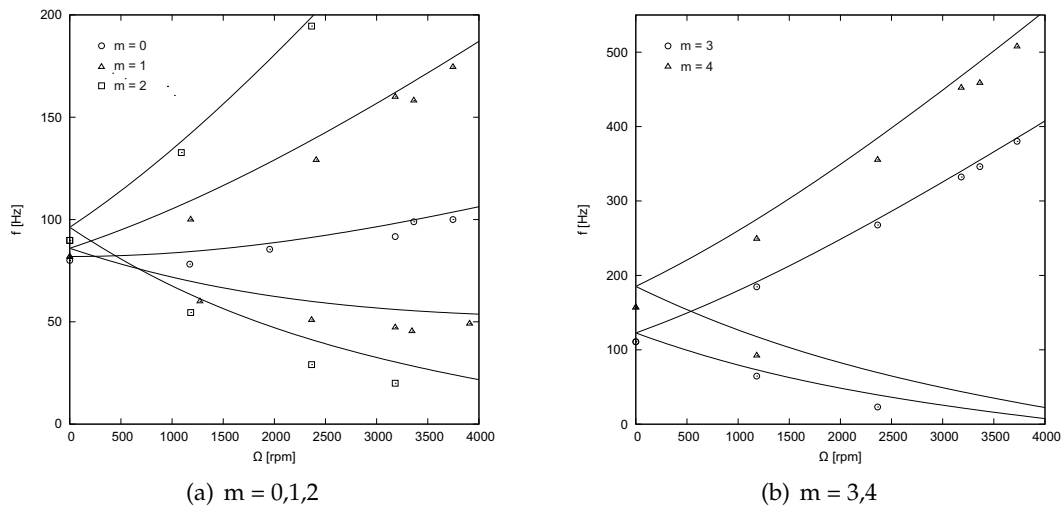 200
150
100
50
0
f [Hz]
m = 0
m = 1
m = 2
0 500 1000 1500 2000 2500 3000 3500 4000
Ω [rpm]
(a) m = 0,1,2
500
400
300
200
100
0
f [Hz]
m = 3
m = 4
0 500 1000 1500 2000 2500 3000 3500 4000
Ω [rpm]
(b) m = 3,4